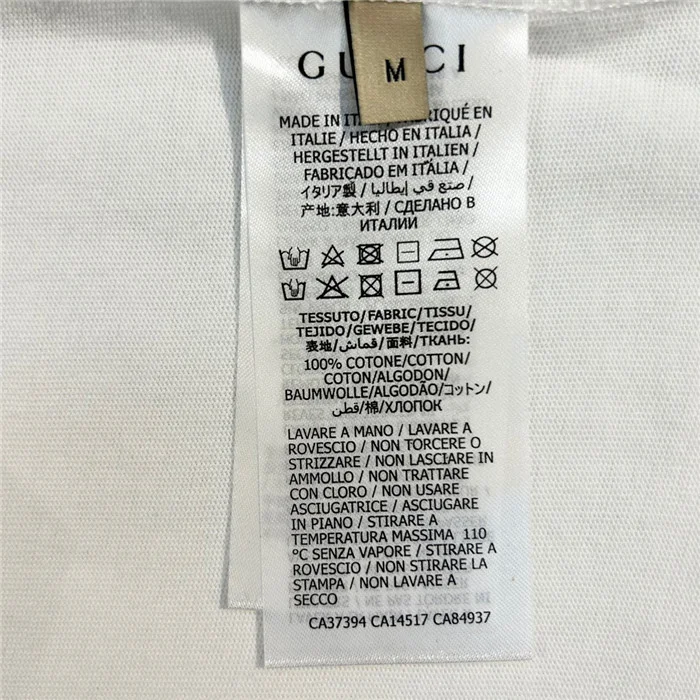 GUCCI
M
MADE IN IT FABRIQUÉ EN
ITALIE / HECHO EN ITALIA /
HERGESTELLT IN ITALIEN /
FABRICADO EM ITÁLIA /
イタリア製 / صنع في إيطاليا /
产地:意大利 / СДЕЛАНО В
ИТАЛИИ
TESSUTO/FABRIC/TISSU/
TEJIDO/GEWEBE/TECIDO/
表地/قماش/面料/ТКАНЬ:
100% COTONE/COTTON/
COTON/ALGODON/
BAUMWOLLE/ALGODÃO/コットン/
قطن/棉/ХЛОПОК
LAVARE A MANO / LAVARE A
ROVESCIO / NON TORCERE O
STRIZZARE / NON LASCIARE IN
AMMOLLO / NON TRATTARE
CON CLORO / NON USARE
ASCIUGATRICE / ASCIUGARE
IN PIANO / STIRARE A
TEMPERATURA MASSIMA 110
°C SENZA VAPORE / STIRARE A
ROVESCIO / NON STIRARE LA
STAMPA / NON LAVARE A
SECCO
CA37394 CA14517 CA84937